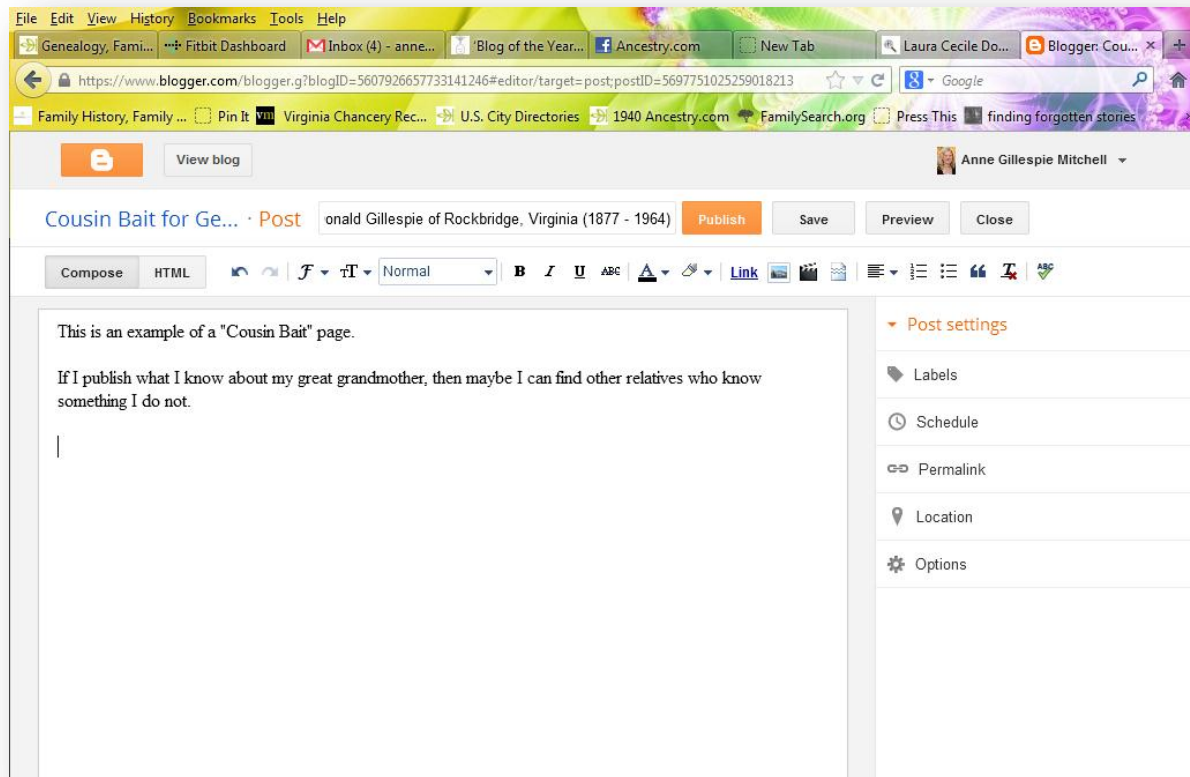 File Edit View History Bookmarks Tools Help
Genealogy, Fami... Fitbit Dashboard Inbox (4) - anne... 'Blog of the Year... Ancestry.com New Tab Laura Cecile Do... Blogger: Cou... × +
https://www.blogger.com/blogger.g?blogID=5607926657733141246#editor/target=post;postID=5697751025259018213 Google
Family History, Family ... Pin It vm Virginia Chancery Rec... U.S. City Directories 1940 Ancestry.com FamilySearch.org Press This finding forgotten stories
View blog Anne Gillespie Mitchell
Cousin Bait for Ge... · Post onald Gillespie of Rockbridge, Virginia (1877 - 1964) Publish Save Preview Close
Compose HTML F TT Normal B I U ABC A Link ABC
This is an example of a "Cousin Bait" page.
If I publish what I know about my great grandmother, then maybe I can find other relatives who know
something I do not.
Post settings
Labels
Schedule
Permalink
Location
Options